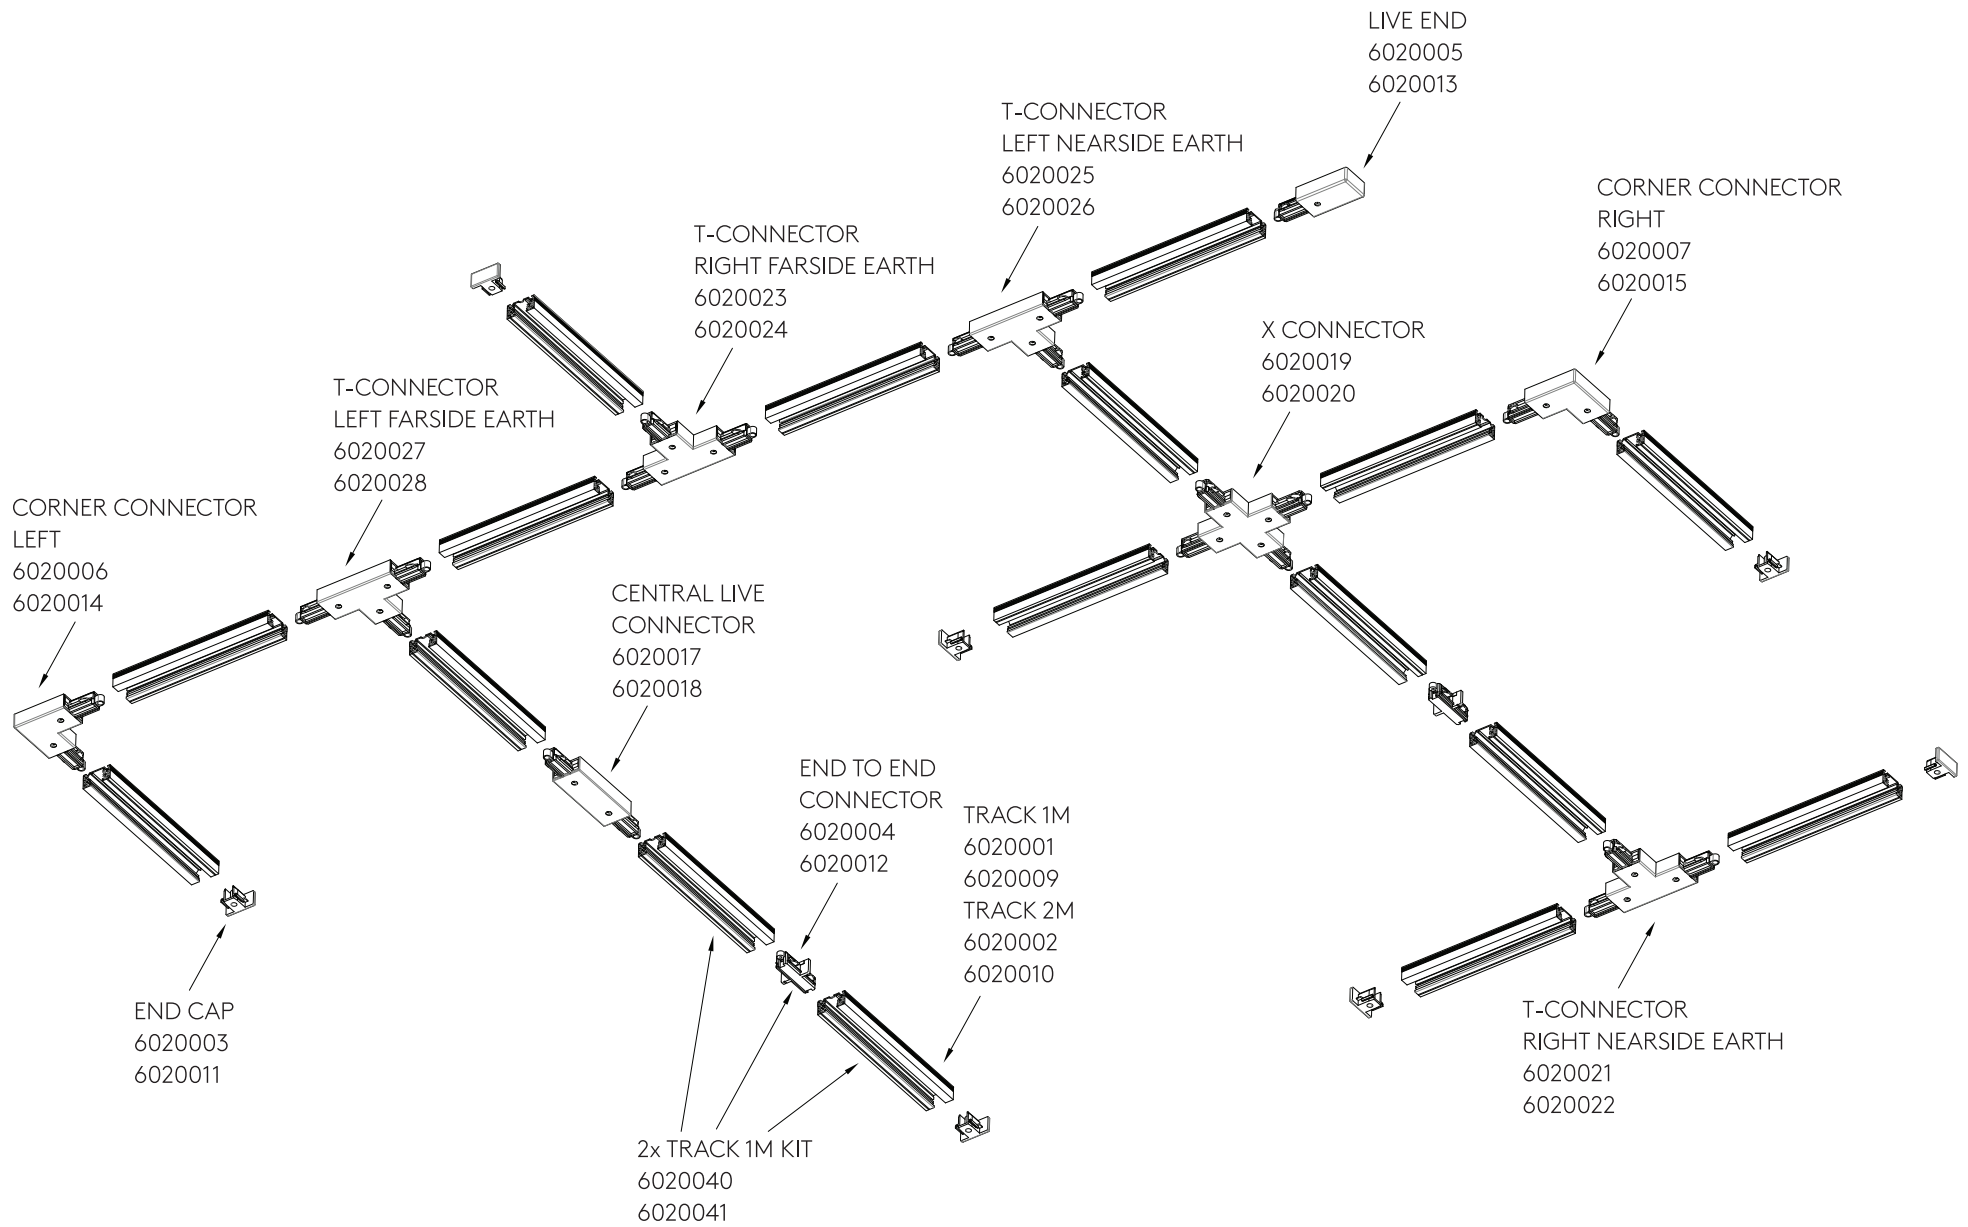 LIVE END
6020005
6020013
T-CONNECTOR
LEFT NEARSIDE EARTH
6020025
6020026
CORNER CONNECTOR
RIGHT
6020007
6020015
T-CONNECTOR
RIGHT FARSIDE EARTH
6020023
6020024
X CONNECTOR
6020019
6020020
T-CONNECTOR
LEFT FARSIDE EARTH
6020027
6020028
CORNER CONNECTOR
LEFT
6020006
6020014
CENTRAL LIVE
CONNECTOR
6020017
6020018
END TO END
CONNECTOR
6020004
6020012
TRACK 1M
6020001
6020009
TRACK 2M
6020002
6020010
END CAP
6020003
6020011
T-CONNECTOR
RIGHT NEARSIDE EARTH
6020021
6020022
2x TRACK 1M KIT
6020040
6020041